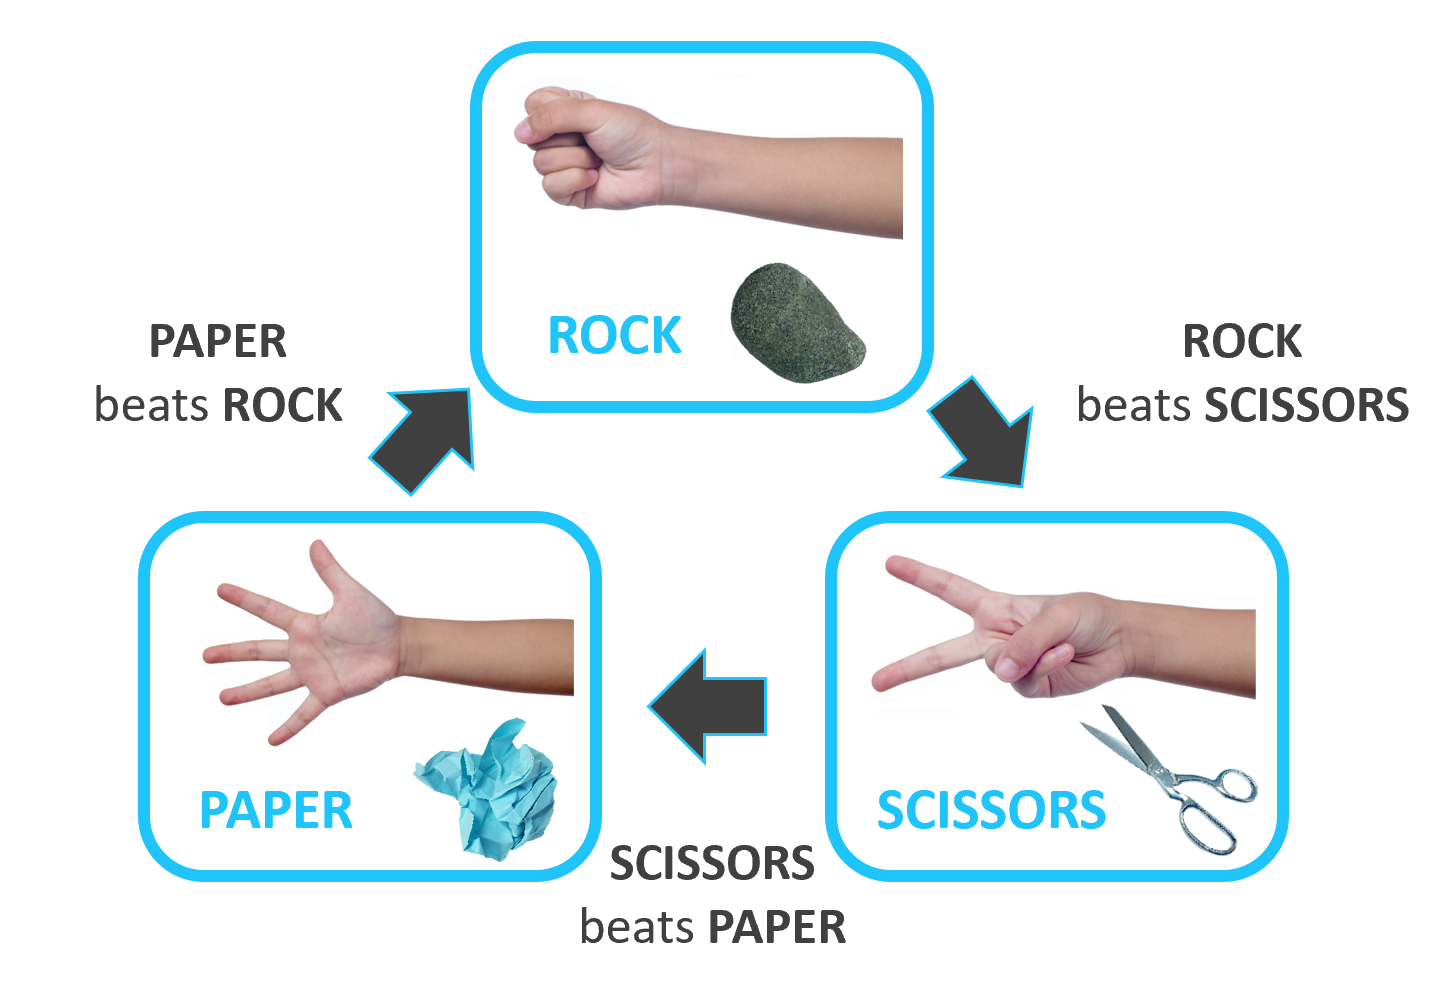 ROCK
PAPER
beats ROCK
ROCK
beats SCISSORS
PAPER
SCISSORS
SCISSORS
beats PAPER